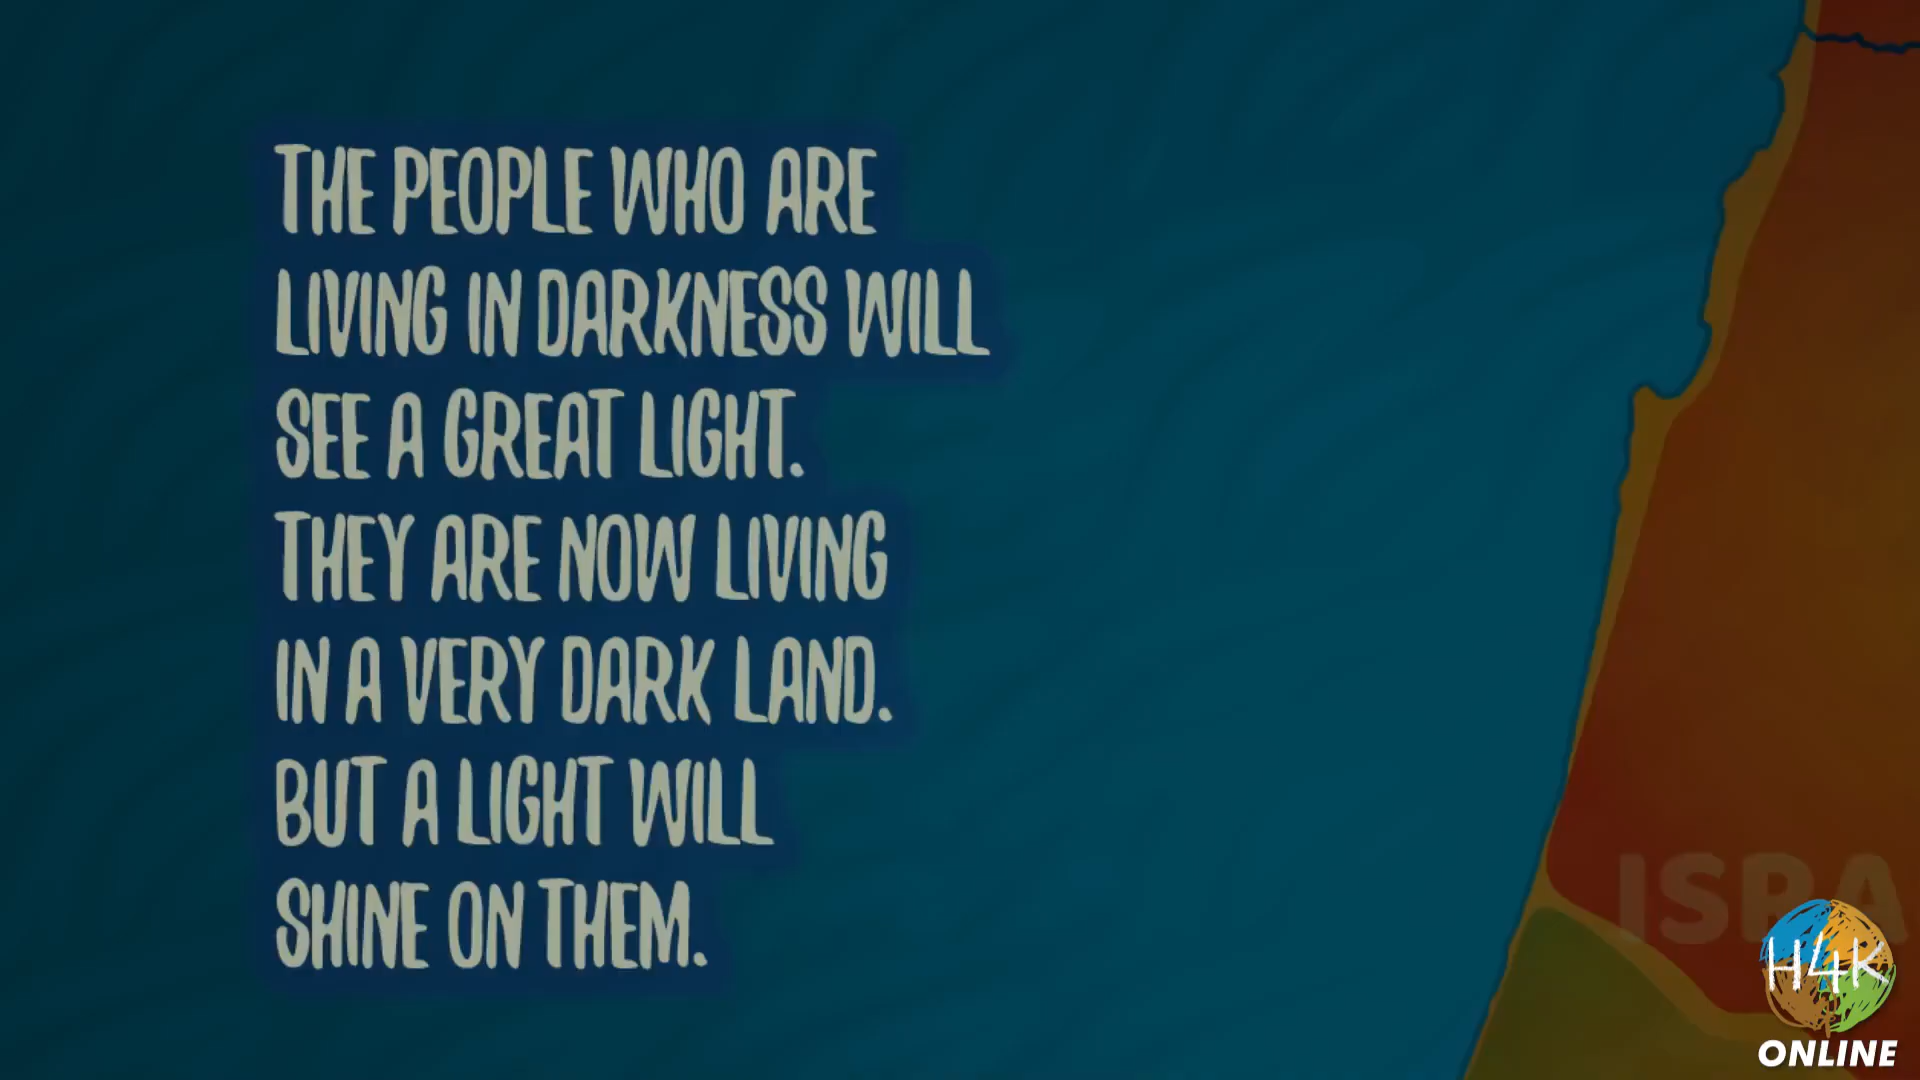 THE PEOPLE WHO ARE
LIVING IN DARKNESS WILL
SEE A GREAT LIGHT.
THEY ARE NOW LIVING
IN A VERY DARK LAND.
BUT A LIGHT WILL
SHINE ON THEM.
ISRA
H4K
ONLINE